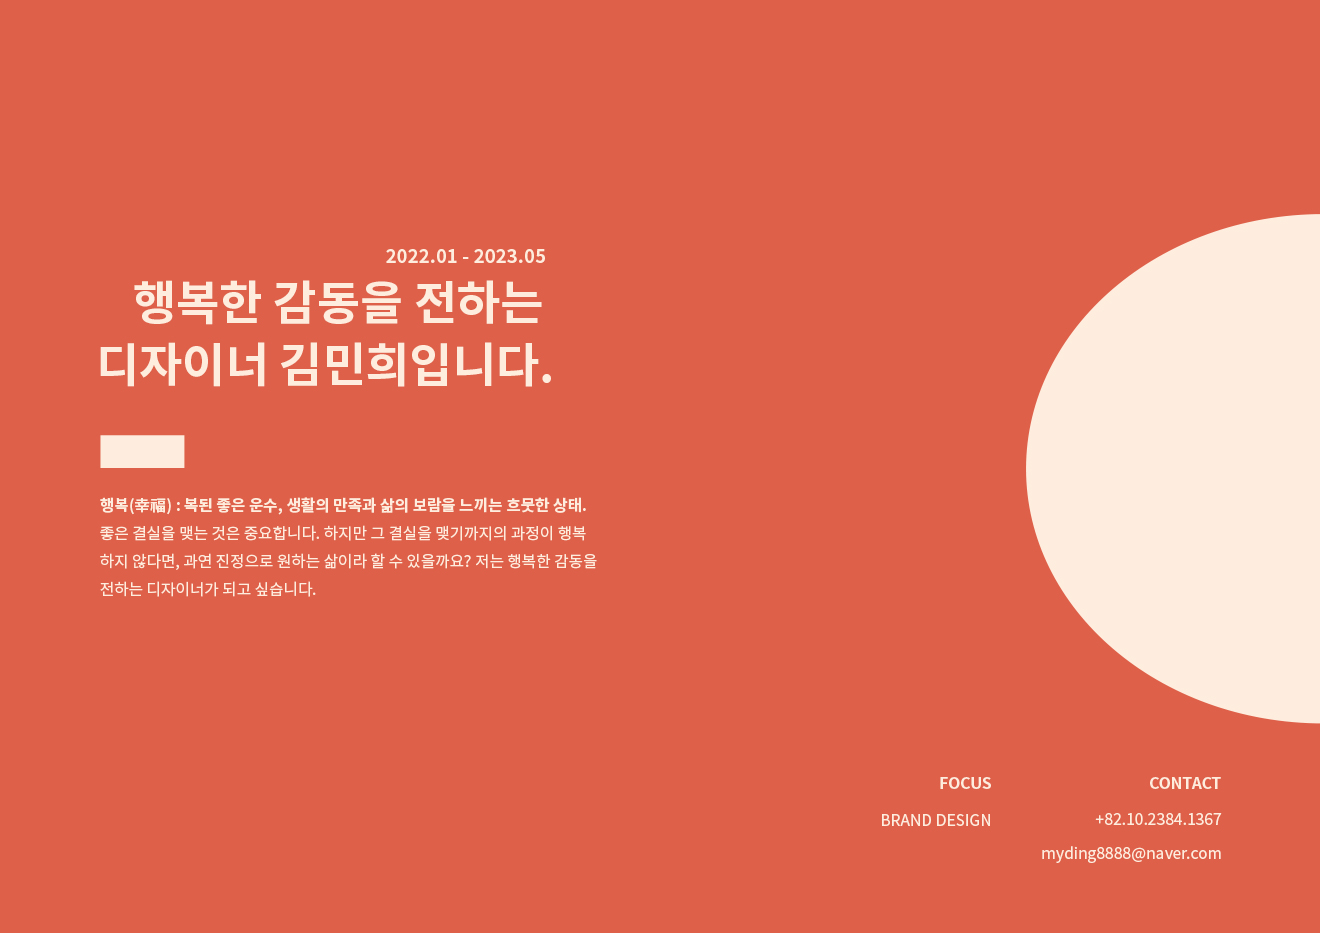 2022.01 - 2023.05
행복한 감동을 전하는
디자이너 김민희입니다.
행복(幸福) : 복된 좋은 운수, 생활의 만족과 삶의 보람을 느끼는 흐뭇한 상태.
좋은 결실을 맺는 것은 중요합니다. 하지만 그 결실을 맺기까지의 과정이 행복
하지 않다면, 과연 진정으로 원하는 삶이라 할 수 있을까요? 저는 행복한 감동을
전하는 디자이너가 되고 싶습니다.
FOCUS
BRAND DESIGN
CONTACT
+82.10.2384.1367
myding8888@naver.com